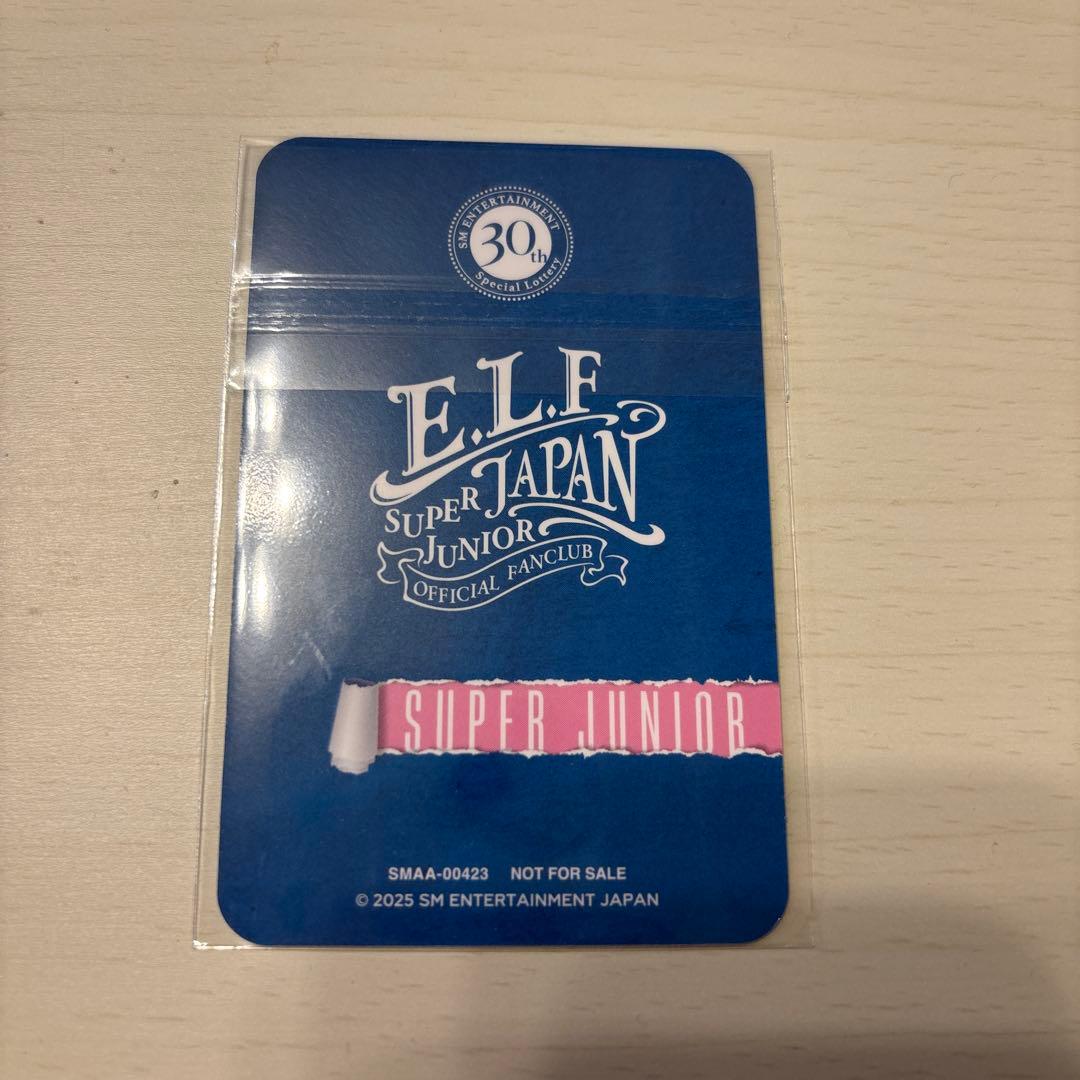 SM ENTERTAINMENT
30th
Special Lottery
E.L.F
JAPAN
SUPER
JUNIOR
OFFICIAL FANCLUB
SUPER JUNIOR
SMAA-00423 NOT FOR SALE
© 2025 SM ENTERTAINMENT JAPAN